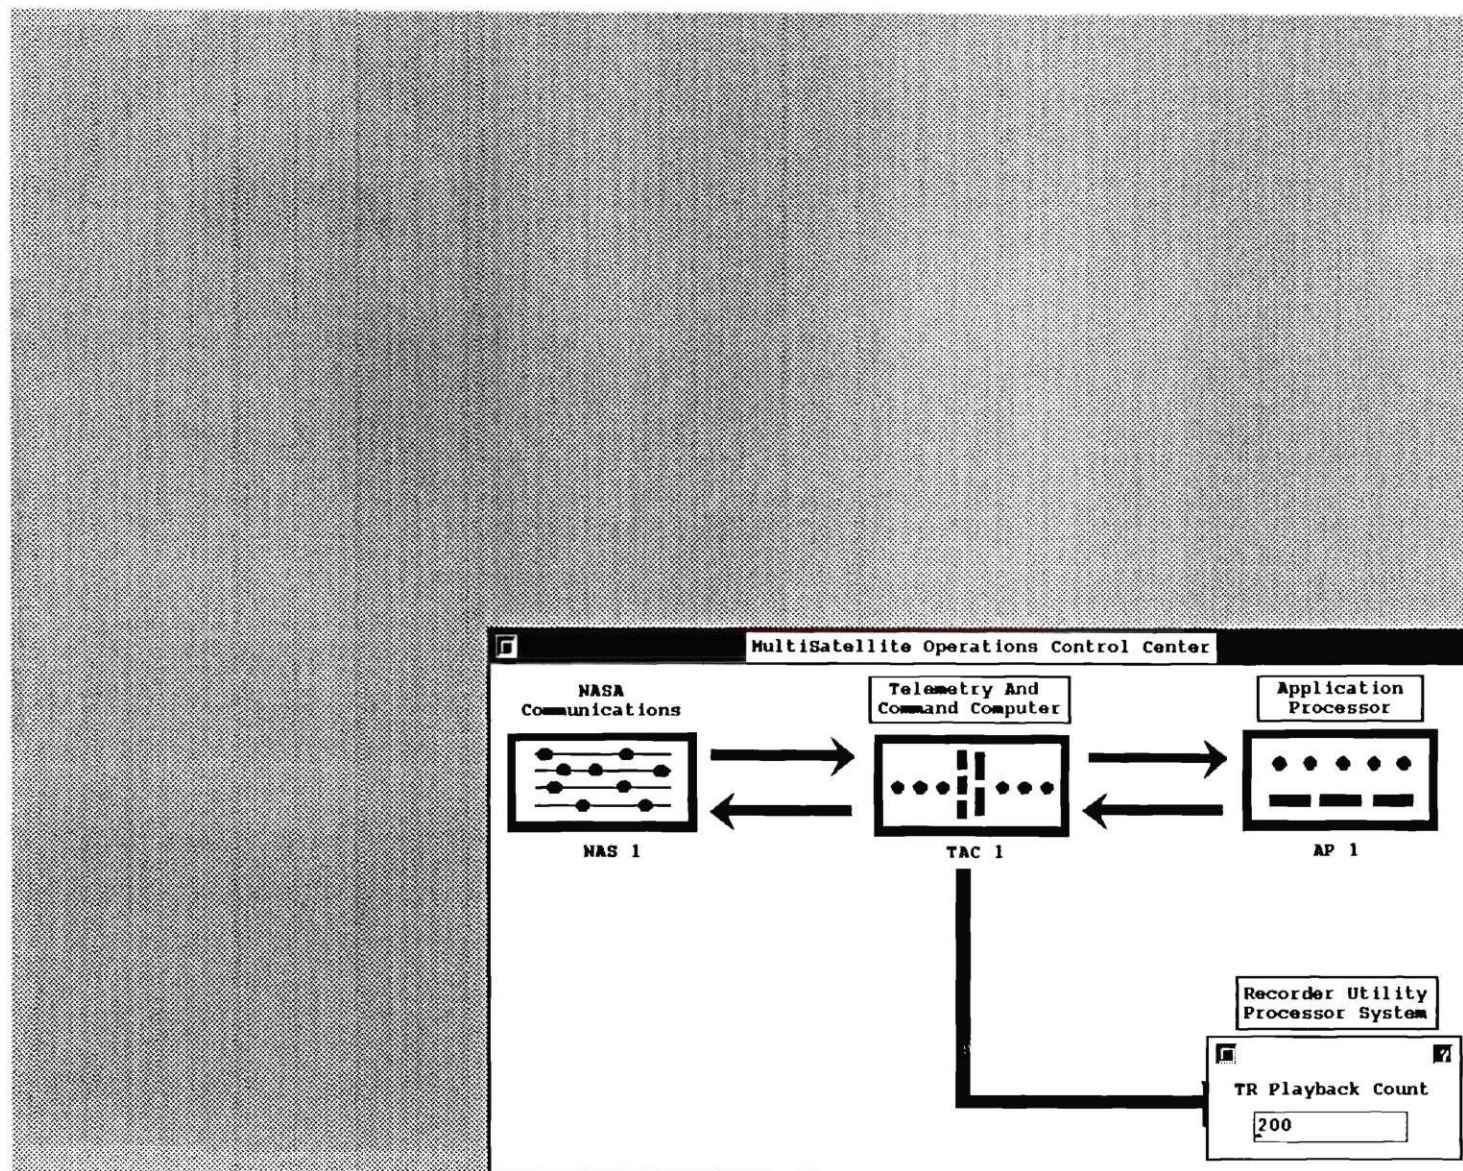 MultiSatellite Operations Control Center
NASA
Communications
Telemetry And
Command Computer
Application
Processor
NAS 1
TAC 1
AP 1
Recorder Utility
Processor System
?
TR Playback Count
200